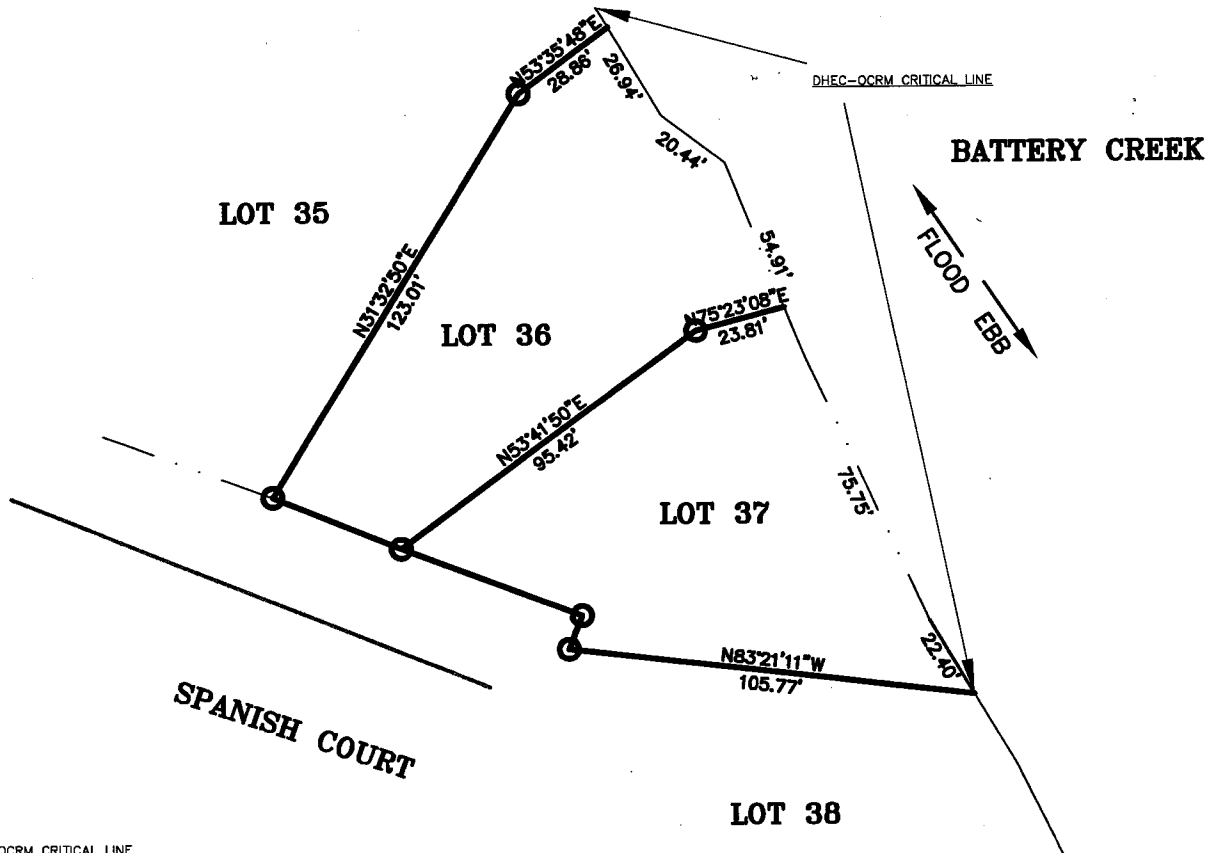 N53°35'48"E
28.86'
26.94'
DHEC-OCRM CRITICAL LINE
20.44'
BATTERY CREEK
LOT 35
54.91'
FLOOD EBB
N31°32'50"E
123.01'
N75°23'08"E
23.81'
LOT 36
N53°41'50"E
95.42'
75.75'
LOT 37
22.40'
N83°21'11"W
105.77'
SPANISH COURT
LOT 38
OCRM CRITICAL LINE